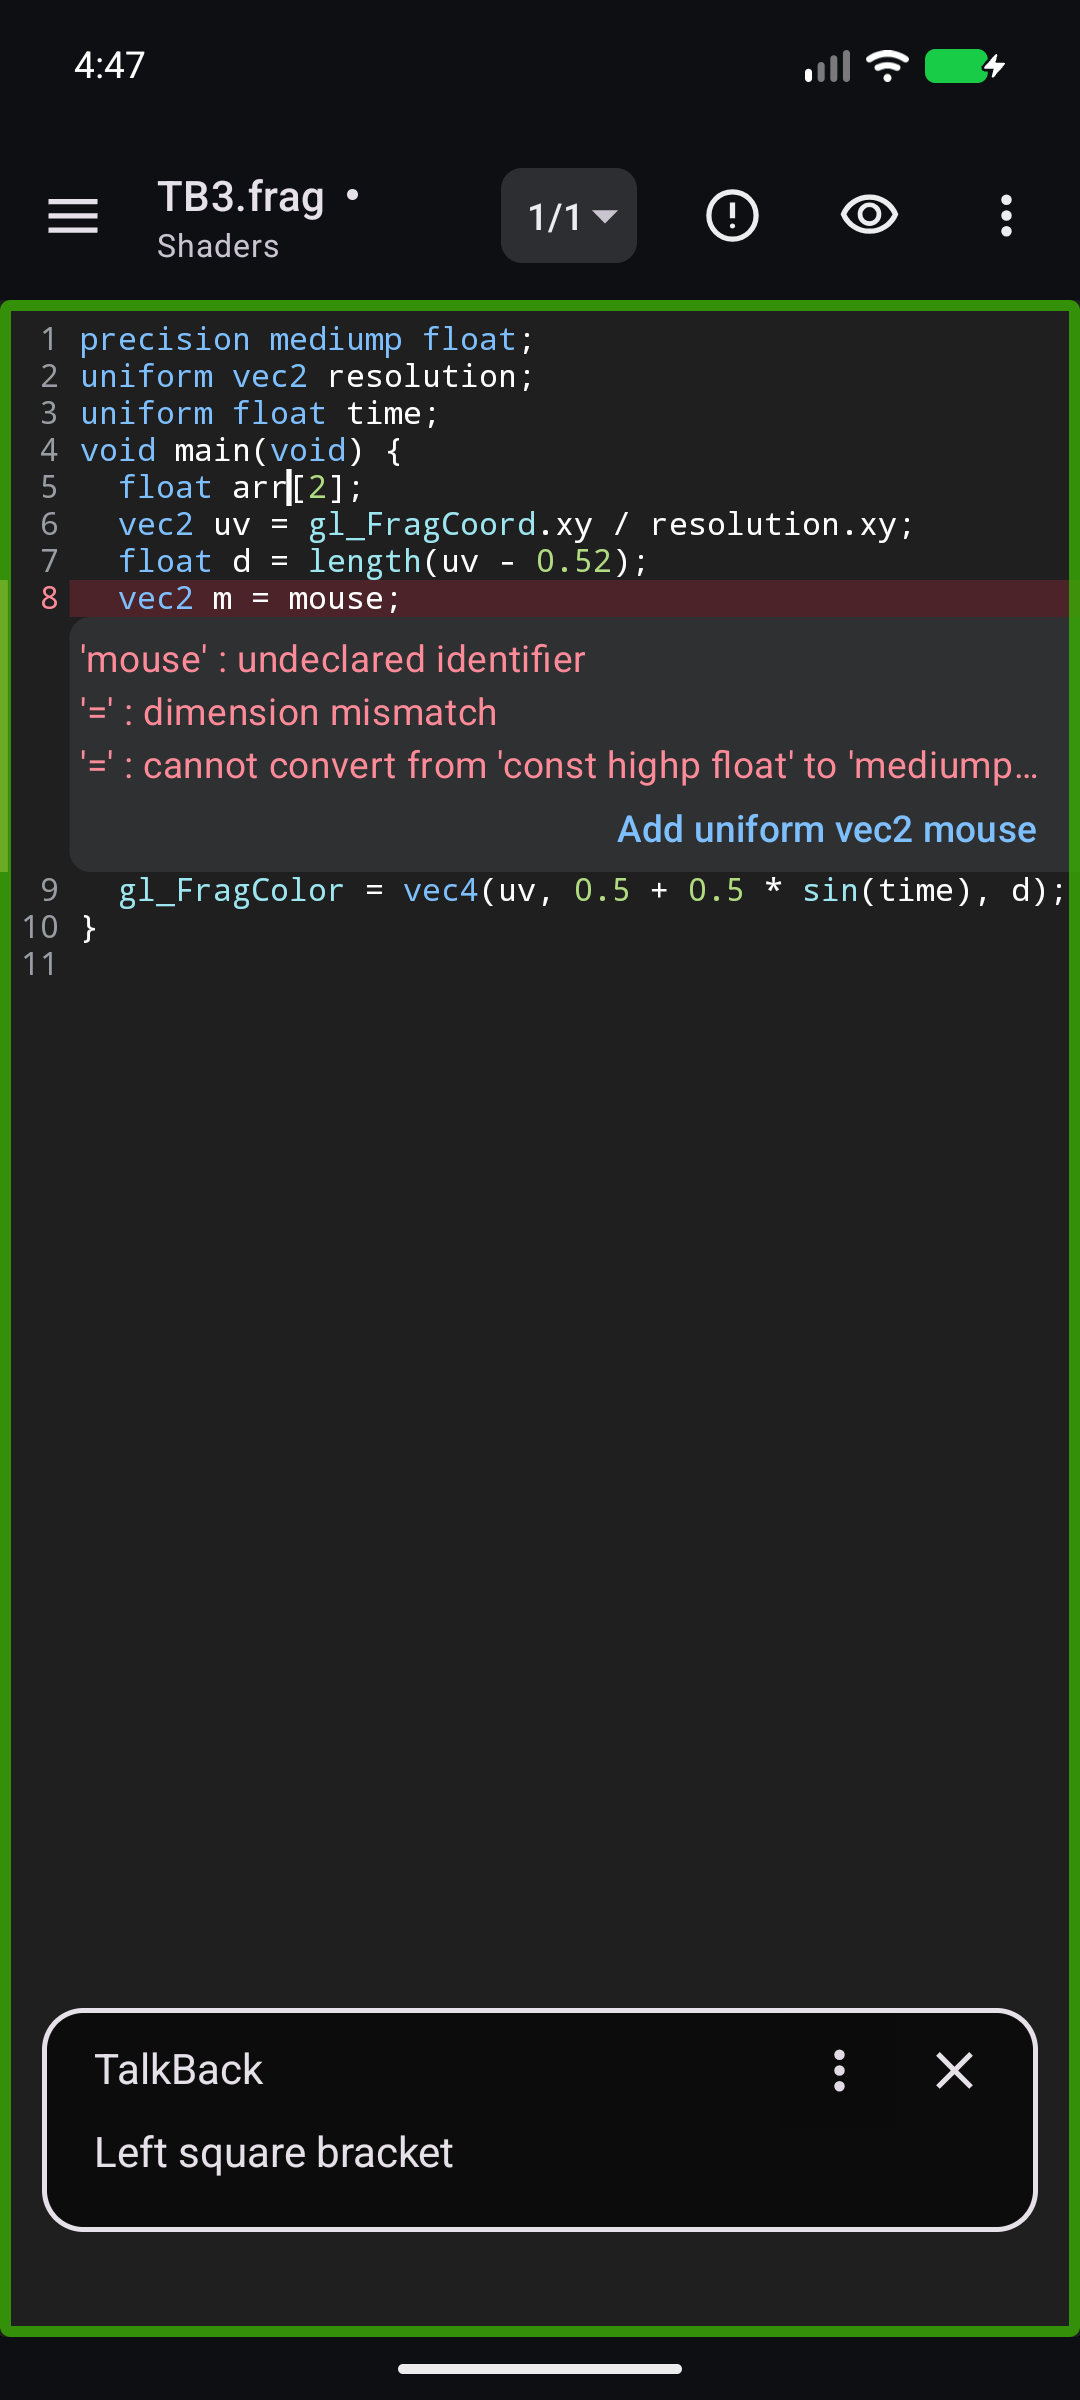 4:47
TB3.frag •
Shaders
1/1
1 precision mediump float;
2 uniform vec2 resolution;
3 uniform float time;
4 void main(void) {
5   float arr[2];
6   vec2 uv = gl_FragCoord.xy / resolution.xy;
7   float d = length(uv - 0.52);
8   vec2 m = mouse;
'mouse' : undeclared identifier
'=' : dimension mismatch
'=' : cannot convert from 'const highp float' to 'mediump...
Add uniform vec2 mouse
9   gl_FragColor = vec4(uv, 0.5 + 0.5 * sin(time), d);
10 }
11
TalkBack
Left square bracket